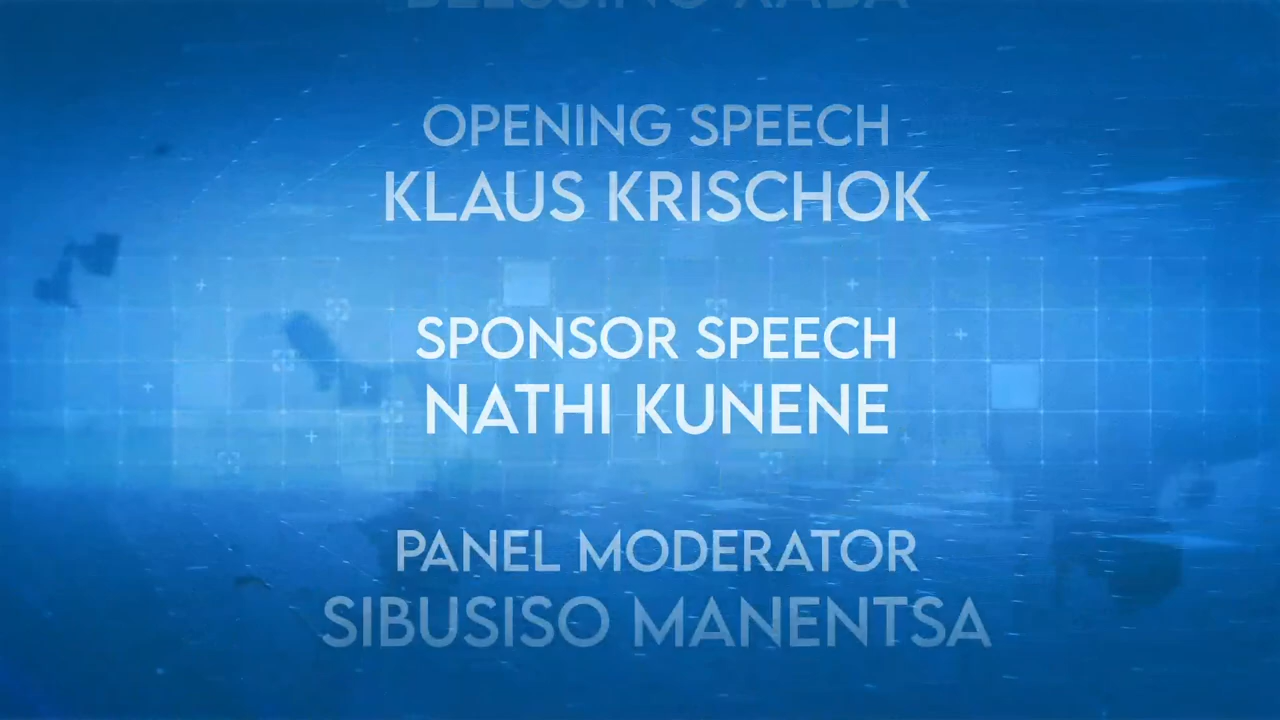 OPENING SPEECH
KLAUS KRISCHOK
SPONSOR SPEECH
NATHI KUNENE
PANEL MODERATOR
SIBUSISO MANENTSA